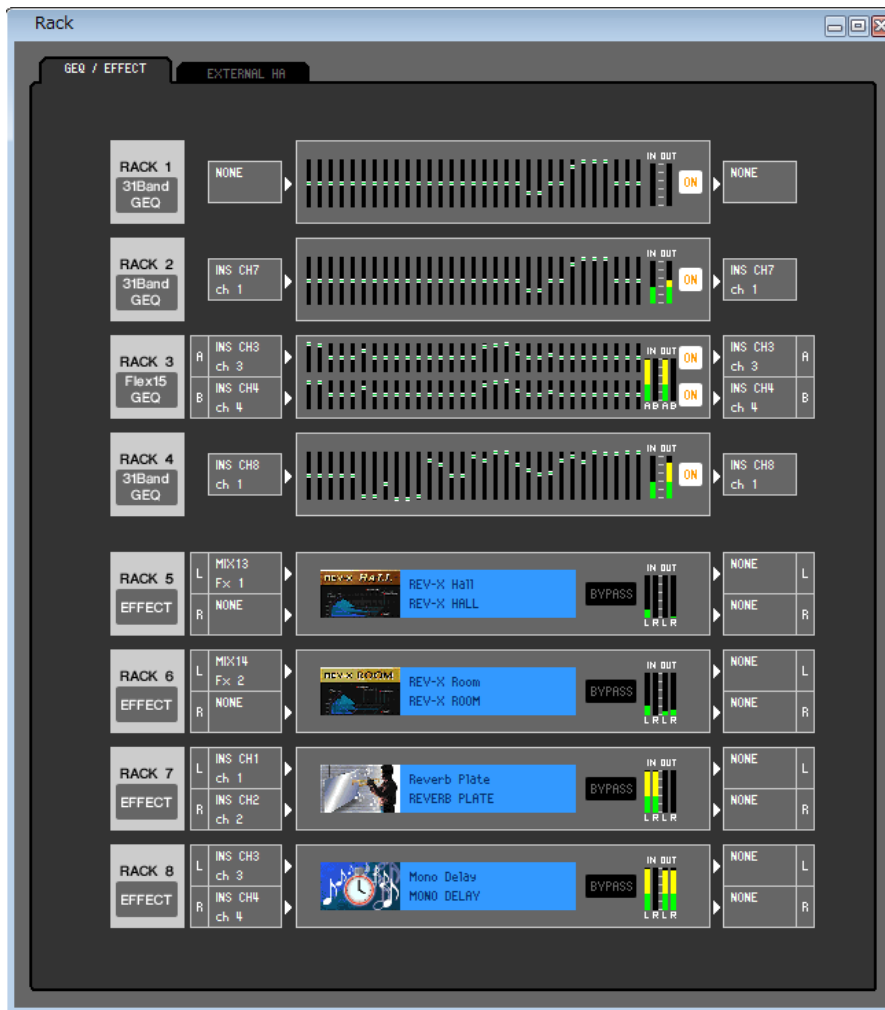 Rack
GEQ / EFFECT
EXTERNAL HA
RACK 1
31Band
GEQ
NONE
IN OUT
ON
NONE
RACK 2
31Band
GEQ
INS CH7
ch 1
IN OUT
ON
INS CH7
ch 1
RACK 3
Flex15
GEQ
A
INS CH3
ch 3
B
INS CH4
ch 4
IN OUT
ON
ON
A B A B
INS CH3
ch 3
A
INS CH4
ch 4
B
RACK 4
31Band
GEQ
INS CH8
ch 1
IN OUT
ON
INS CH8
ch 1
RACK 5
EFFECT
L
MIX13
Fx 1
R
NONE
REV-X HALL
REV-X Hall
REV-X HALL
BYPASS
IN OUT
L R L R
NONE
L
NONE
R
RACK 6
EFFECT
L
MIX14
Fx 2
R
NONE
REV-X ROOM
REV-X Room
REV-X ROOM
BYPASS
IN OUT
L R L R
NONE
L
NONE
R
RACK 7
EFFECT
L
INS CH1
ch 1
R
INS CH2
ch 2
Reverb Plate
REVERB PLATE
BYPASS
IN OUT
L R L R
NONE
L
NONE
R
RACK 8
EFFECT
L
INS CH3
ch 3
R
INS CH4
ch 4
Mono Delay
MONO DELAY
BYPASS
IN OUT
L R L R
NONE
L
NONE
R